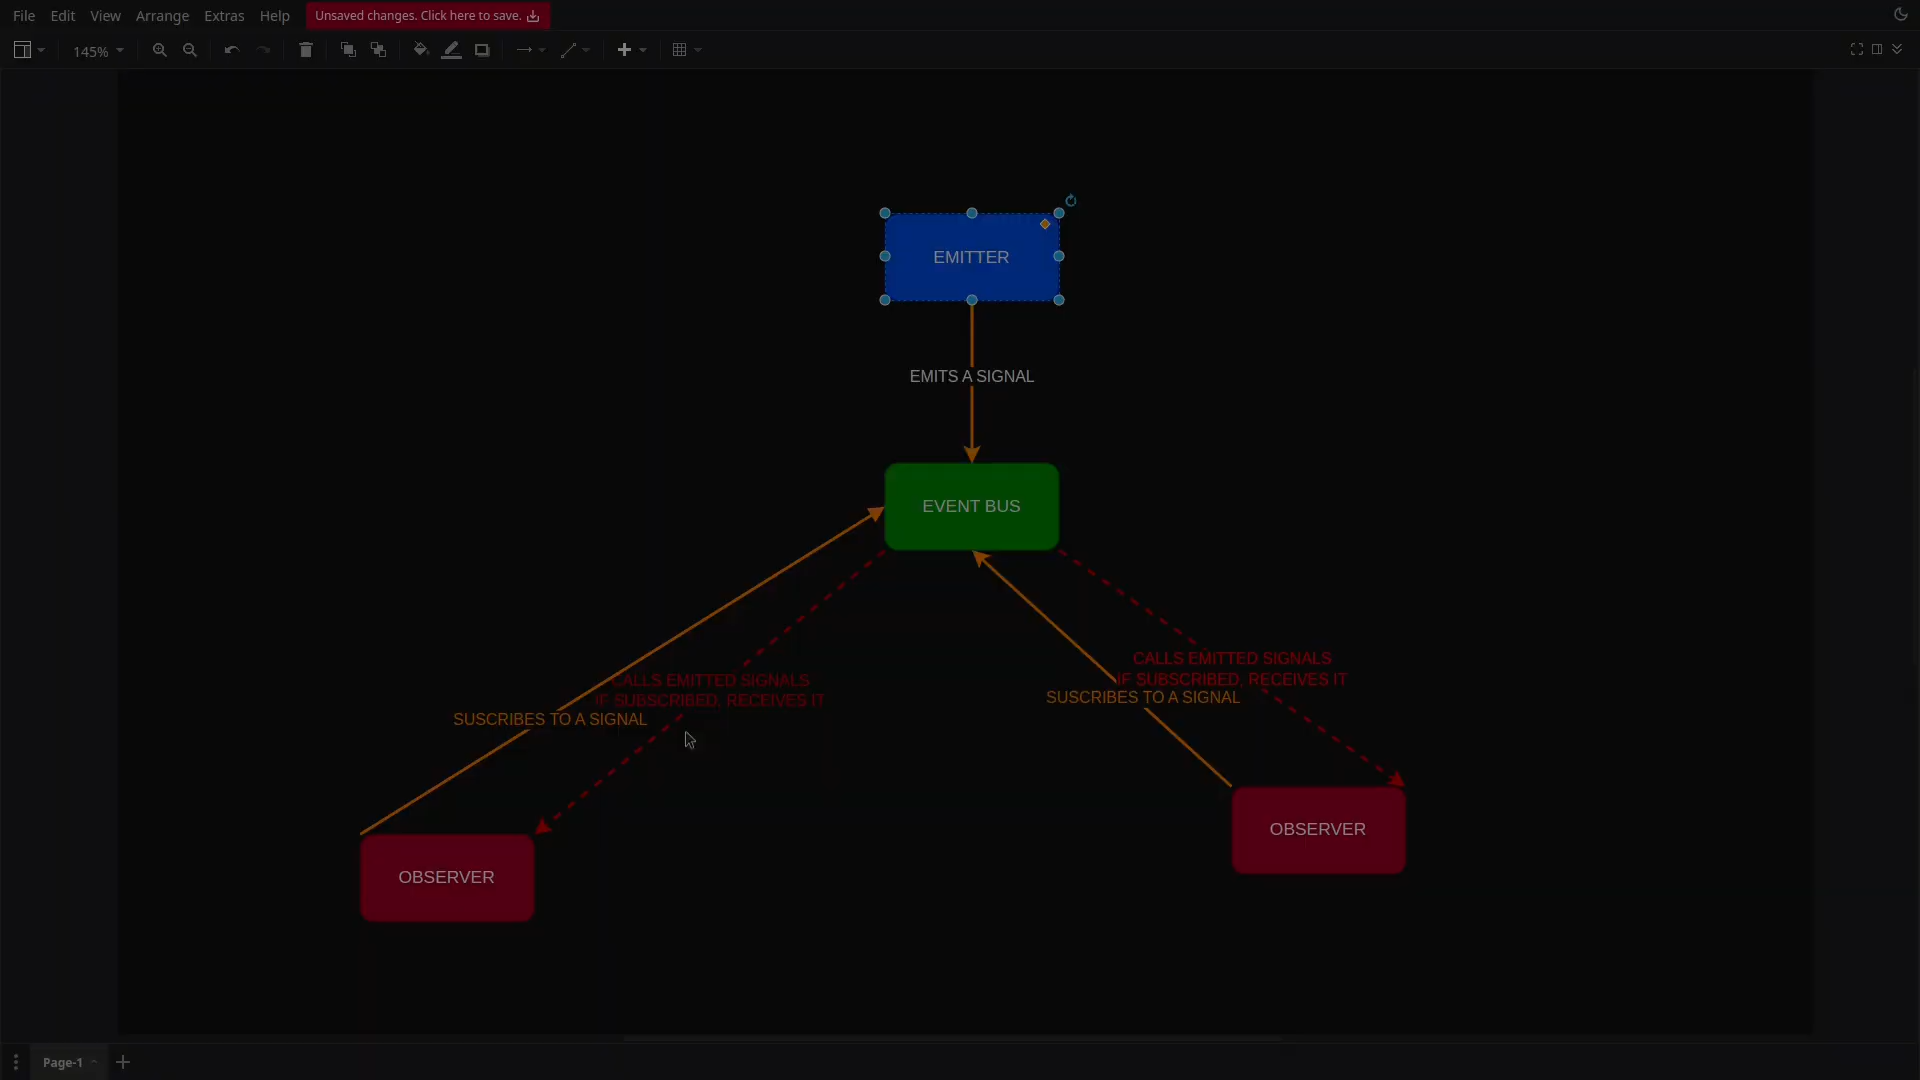 File Edit View Arrange Extras Help Unsaved changes. Click here to save.
145%
EMITTER
EMITS A SIGNAL
EVENT BUS
CALLS EMITTED SIGNALS
IF SUBSCRIBED, RECEIVES IT
SUSCRIBES TO A SIGNAL
CALLS EMITTED SIGNALS
IF SUBSCRIBED, RECEIVES IT
SUSCRIBES TO A SIGNAL
OBSERVER
OBSERVER
Page-1